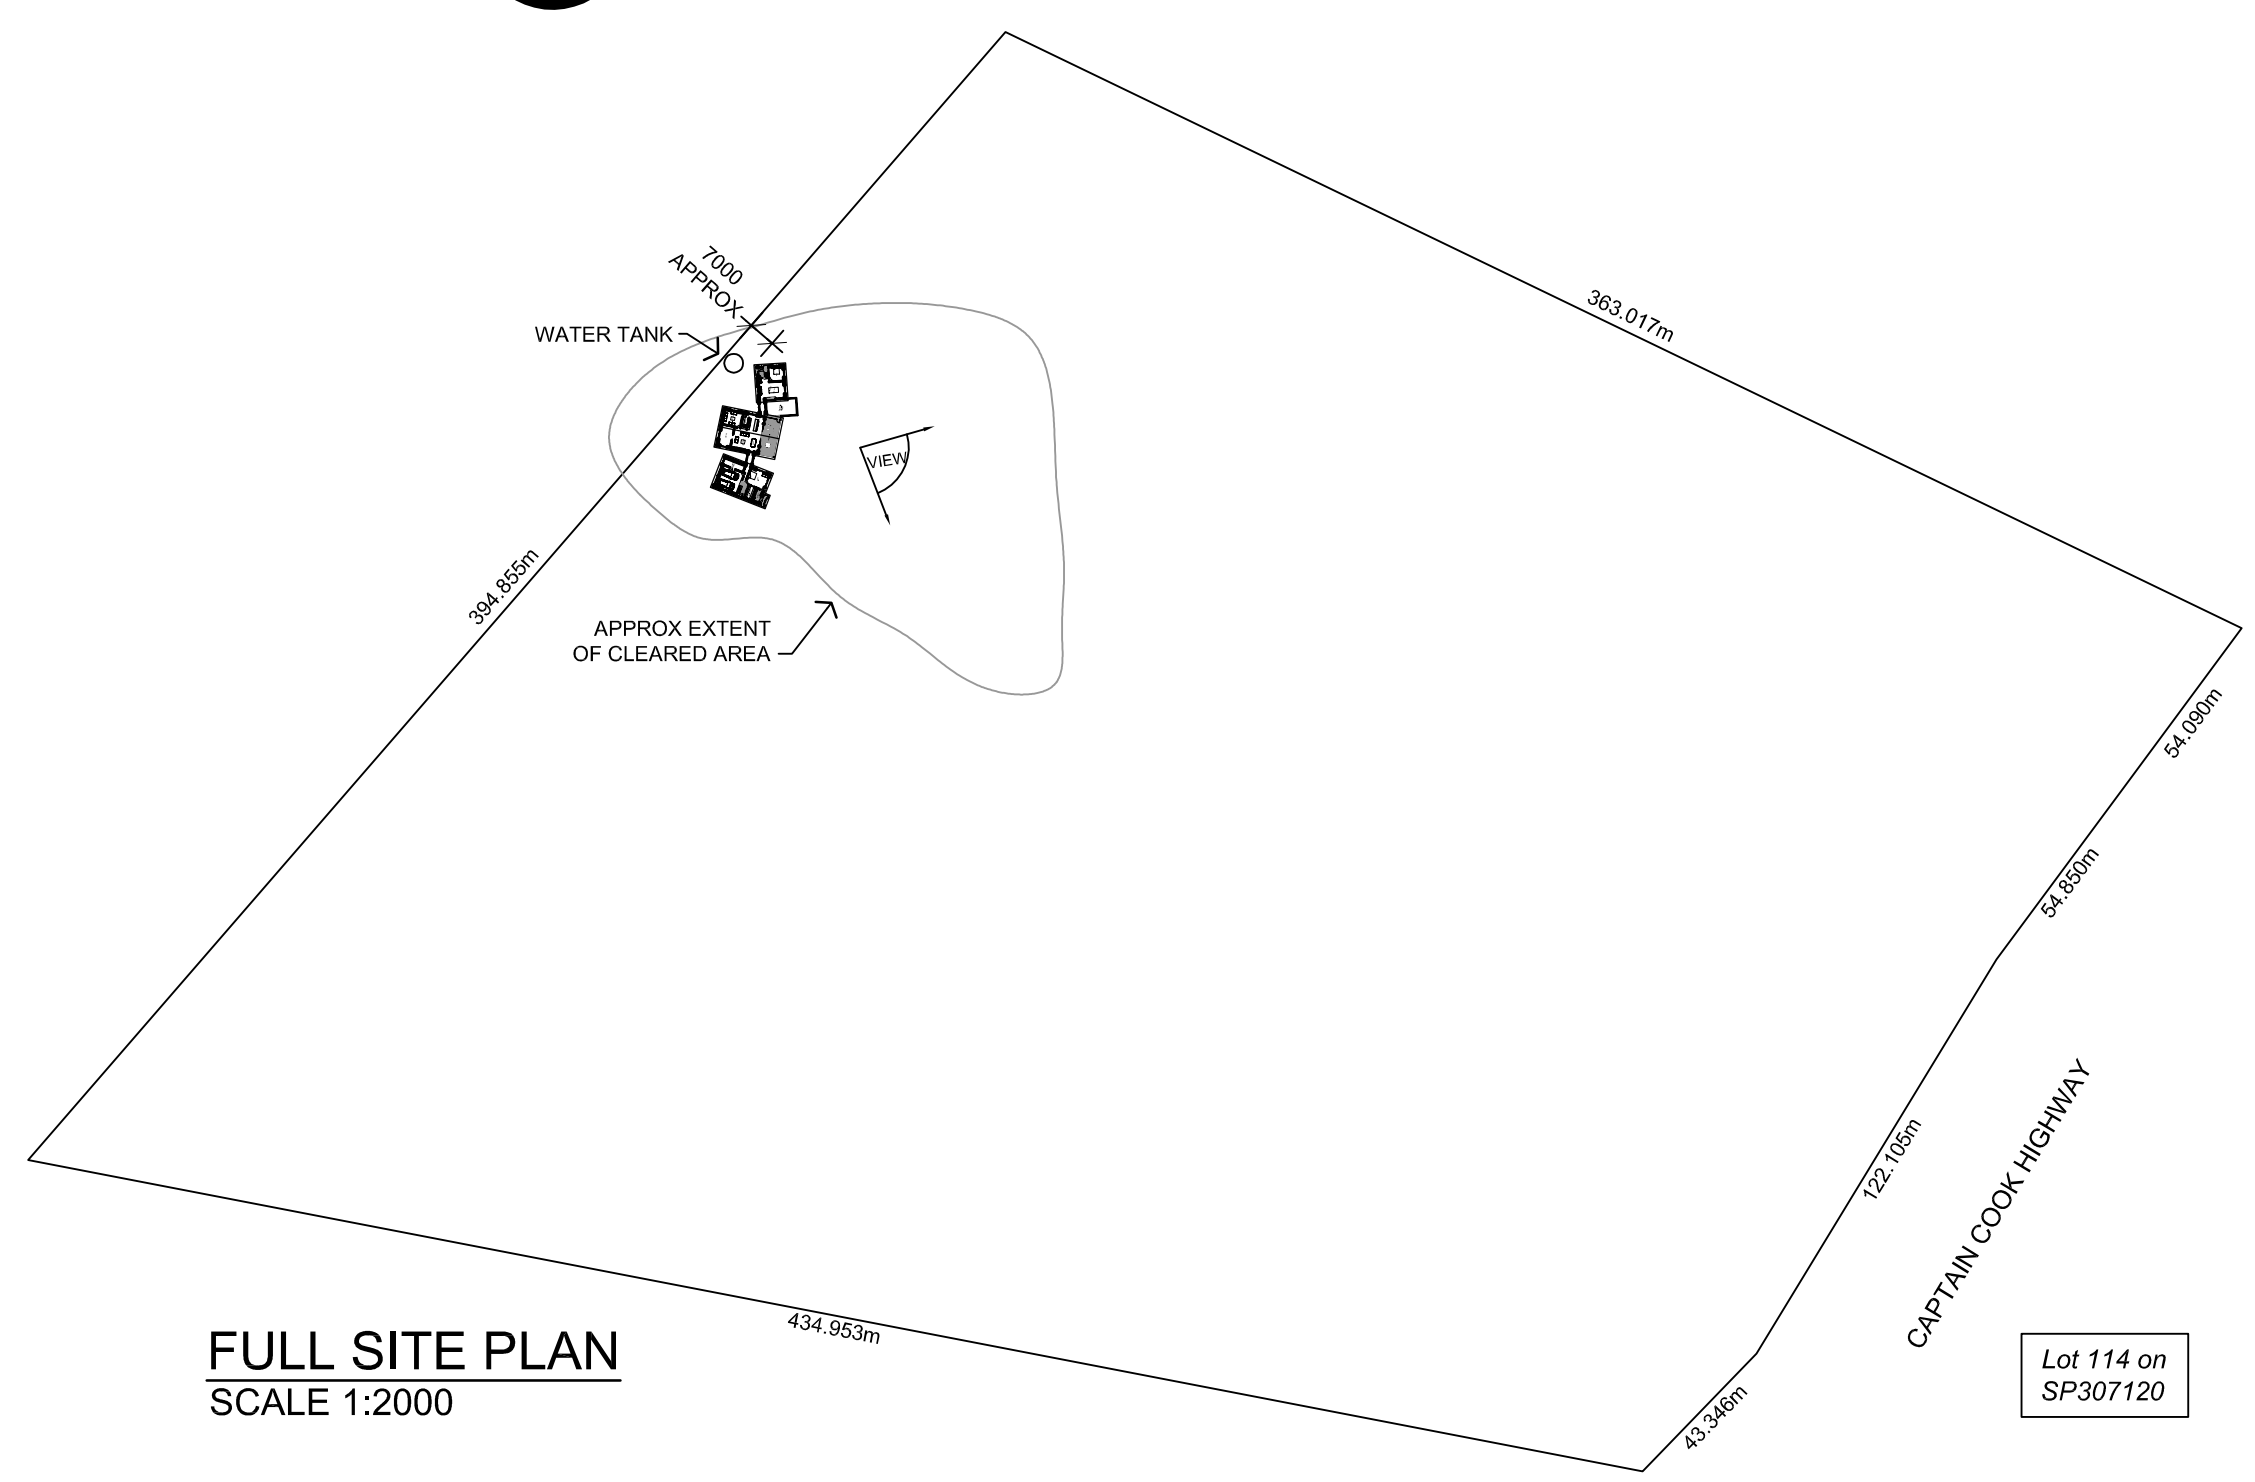 7000
APPROX
WATER TANK
363.017m
VIEW
394.855m
APPROX EXTENT
OF CLEARED AREA
54.090m
54.850m
122.105m
CAPTAIN COOK HIGHWAY
434.953m
43.346m
FULL SITE PLAN
SCALE 1:2000
Lot 114 on
SP307120